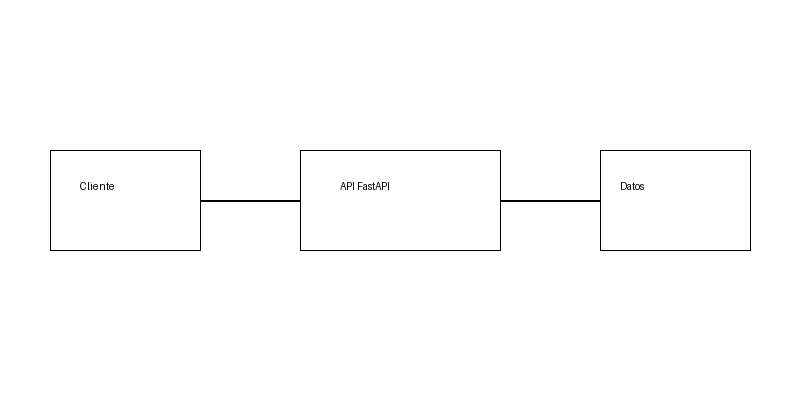 Cliente
API FastAPI
Datos